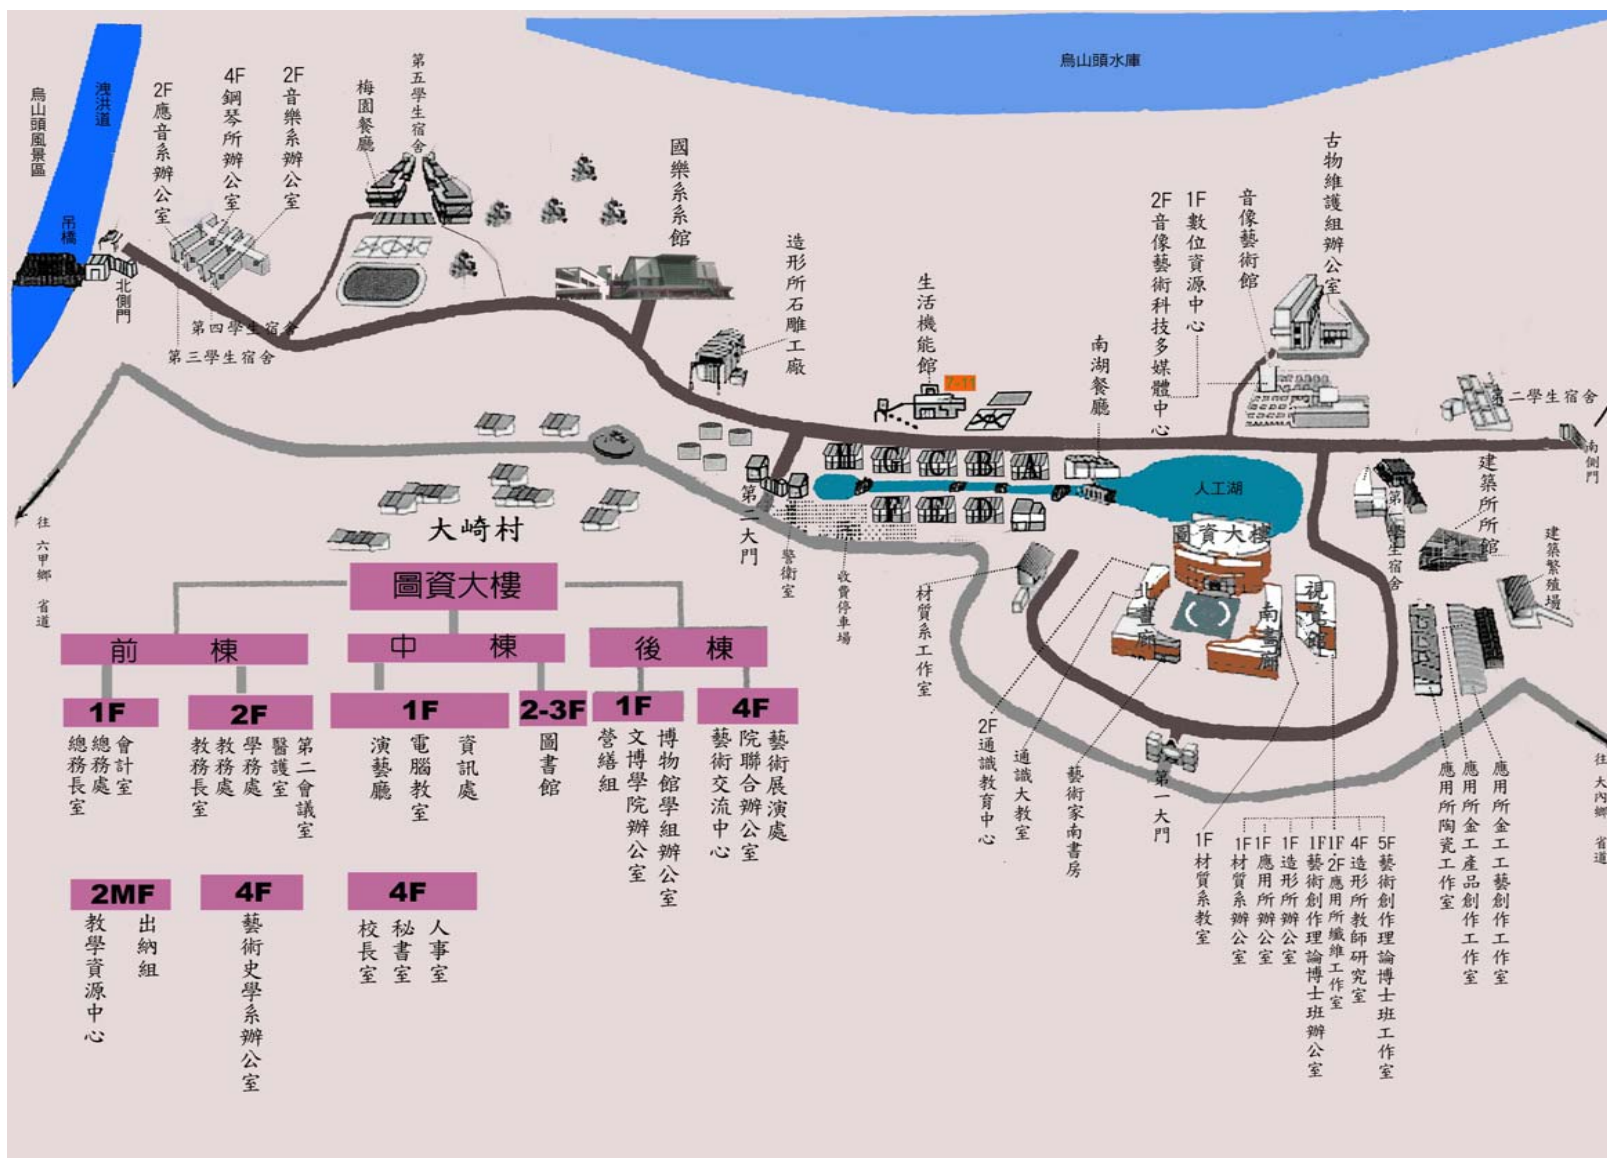 烏山頭水庫
洩洪道
烏山頭風景區
吊橋
北側門
2F應音系辦公室
4F鋼琴所辦公室
2F音樂系辦公室
第四學生宿舍
第三學生宿舍
梅園餐廳
第五學生宿舍
國樂系系館
造形所石雕工廠
生活機能館
7-11
南湖餐廳
2F音像藝術科技多媒體中心
1F數位資源中心
音像藝術館
古物維護組辦公室
第二學生宿舍
南側門
H
G
C
B
A
F
E
D
人工湖
第二大門
警衛室
收費停車場
大崎村
往 六甲鄉 省道
材質系工作室
圖資大樓
北畫廊
南畫廊
視覺館
第一學生宿舍
建築所所館
建築繁殖場
往 大內鄉 省道
2F通識教育中心
通識大教室
藝術家南書房
第一大門
1F材質系教室
1F材質系辦公室
1F應用所辦公室
1F造形所辦公室
1F藝術創作理論博士班辦公室
1F 2F應用所纖維工作室
4F造形所教師研究室
5F藝術創作理論博士班工作室
應用所陶瓷工作室
應用所金工產品創作工作室
應用所金工工藝創作工作室
圖資大樓
前棟
中棟
後棟
1F
總務長室
總務處
會計室
2F
教務長室
教務處
學務處
醫護室
第二會議室
1F
演藝廳
電腦教室
資訊處
2-3F
圖書館
1F
營繕組
文博學院辦公室
博物館學組辦公室
4F
藝術交流中心
院聯合辦公室
藝術展演處
2MF
教學資源中心
出納組
4F
藝術史學系辦公室
4F
校長室
秘書室
人事室